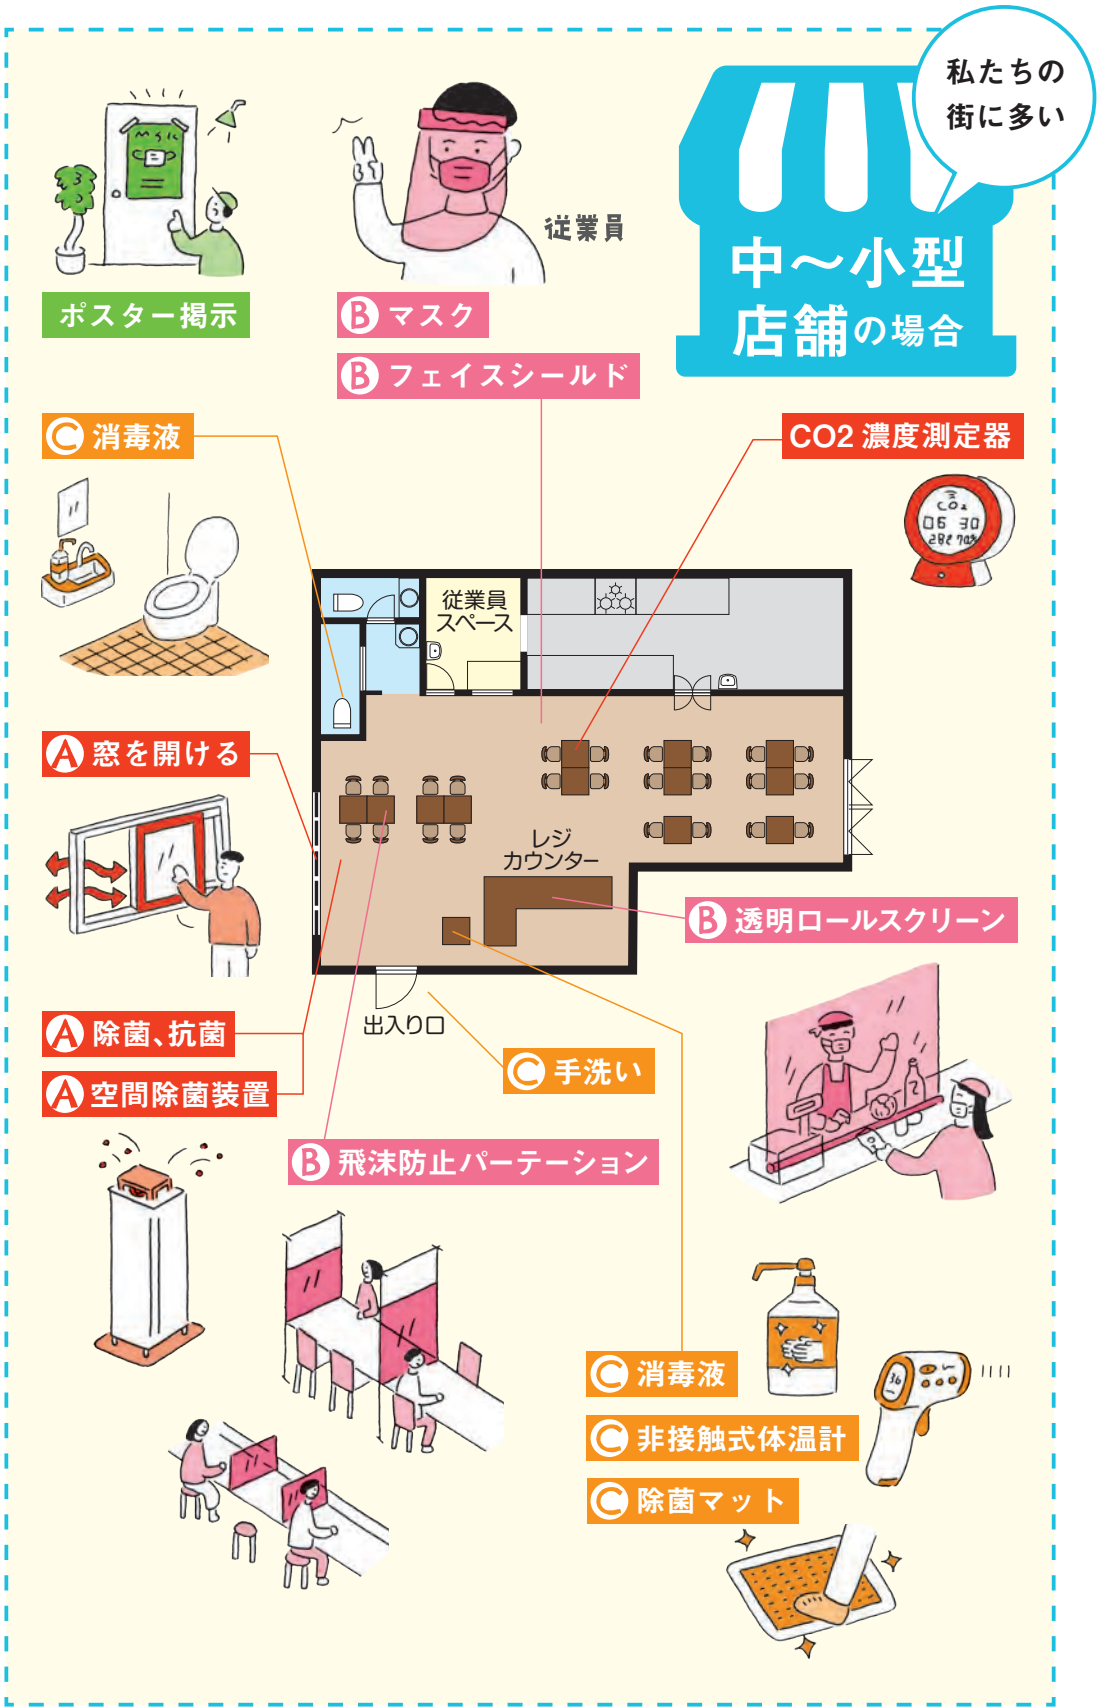 私たちの
街に多い
中〜小型
店舗の場合
従業員
ポスター掲示
B マスク
B フェイスシールド
C 消毒液
CO2 濃度測定器
CO2
06 30
従業員
スペース
A 窓を開ける
レジ
カウンター
B 透明ロールスクリーン
出入り口
A 除菌、抗菌
A 空間除菌装置
C 手洗い
B 飛沫防止パーテーション
C 消毒液
36
C 非接触式体温計
C 除菌マット